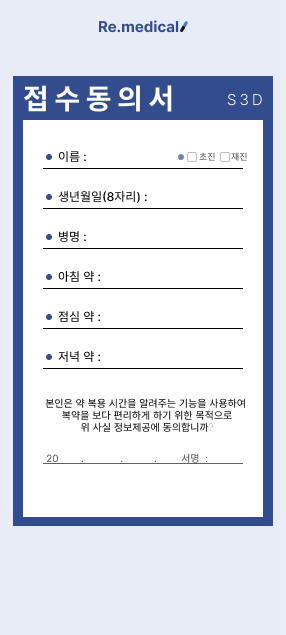 Re.medical
접수동의서 S3D
이름 : 초진 재진
생년월일(8자리) :
병명 :
아침 약 :
점심 약 :
저녁 약 :
본인은 약 복용 시간을 알려주는 기능을 사용하여
복약을 보다 편리하게 하기 위한 목적으로
위 사실 정보제공에 동의합니까?
20 . . . 서명 :